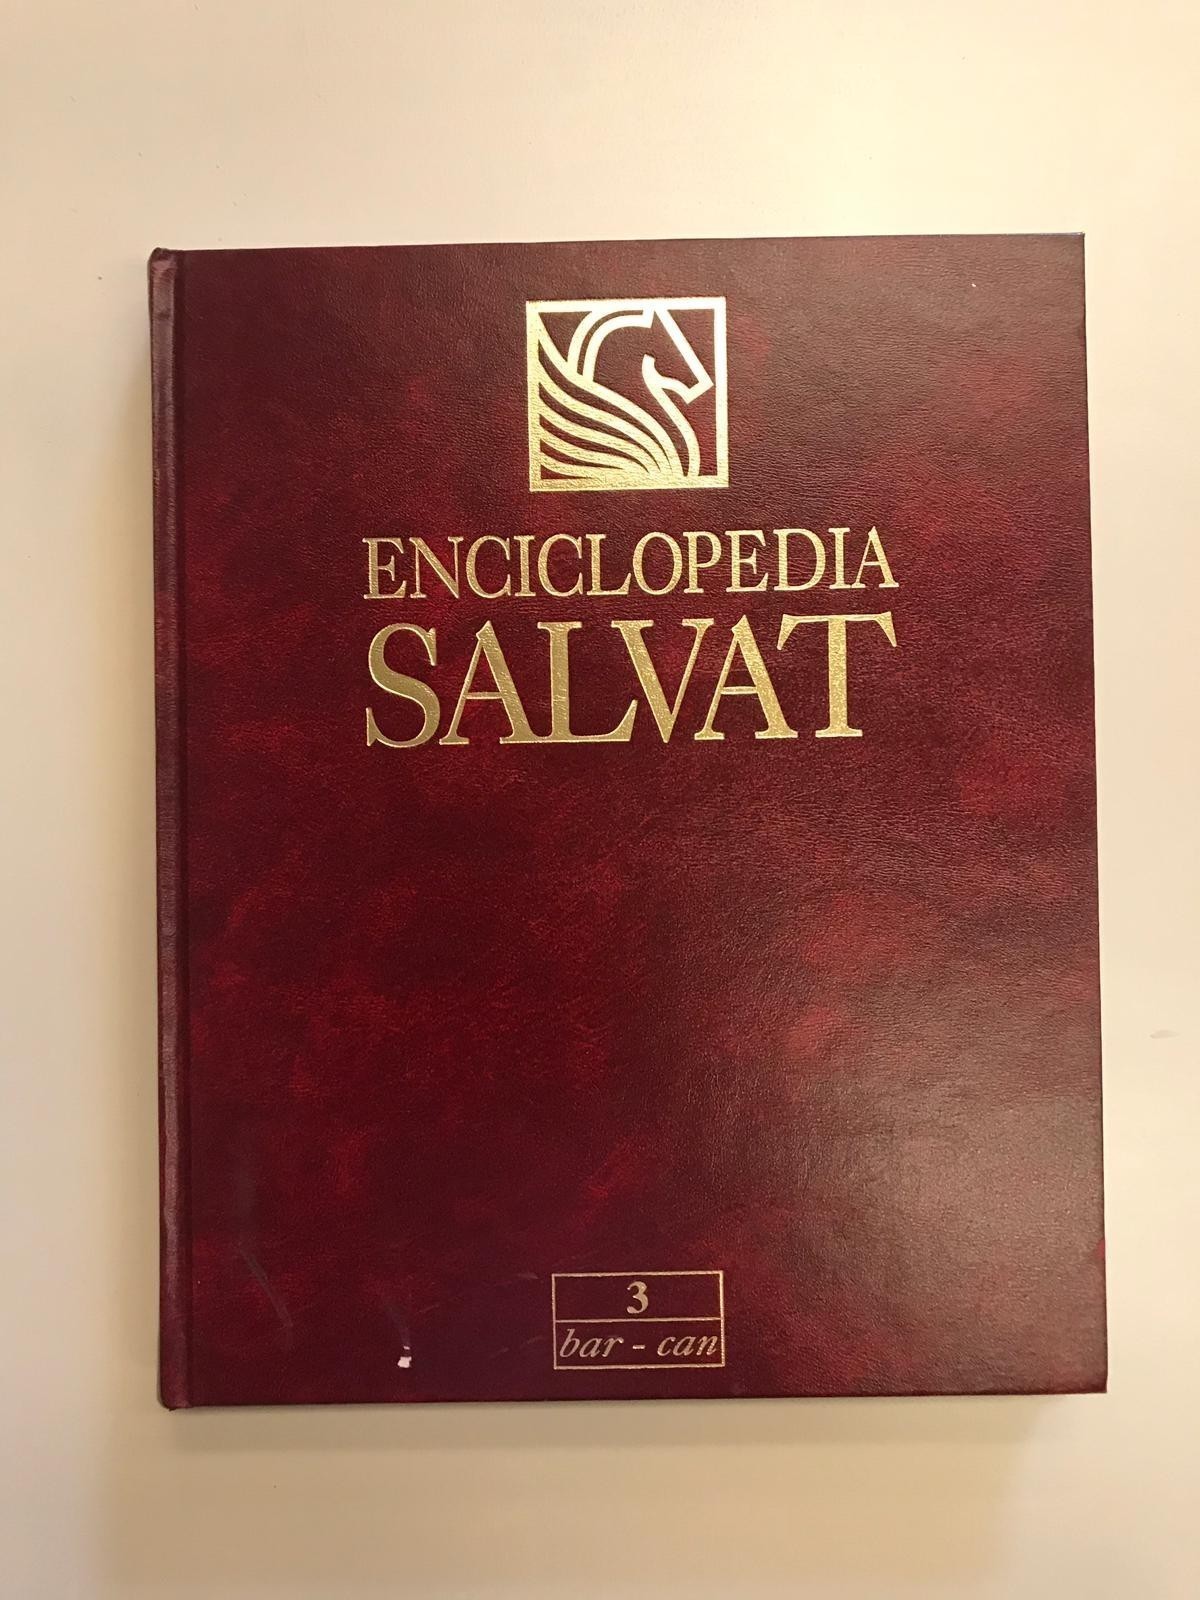 ENCICLOPEDIA
SALVAT
3
bar - can